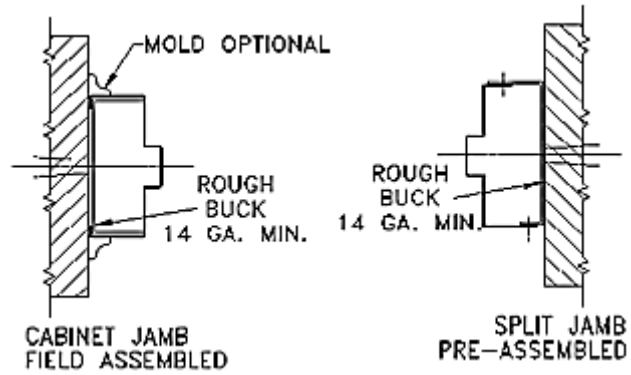 MOLD OPTIONAL
ROUGH
BUCK
14 GA. MIN.
CABINET JAMB
FIELD ASSEMBLED
ROUGH
BUCK
14 GA. MIN.
SPLIT JAMB
PRE-ASSEMBLED